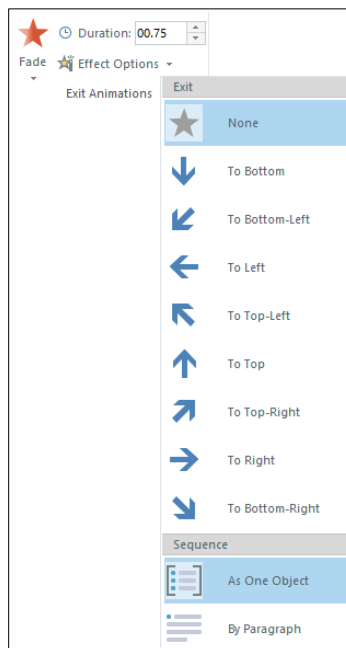 Duration: 00.75
Fade
Effect Options
Exit Animations
Exit
None
To Bottom
To Bottom-Left
To Left
To Top-Left
To Top
To Top-Right
To Right
To Bottom-Right
Sequence
As One Object
By Paragraph